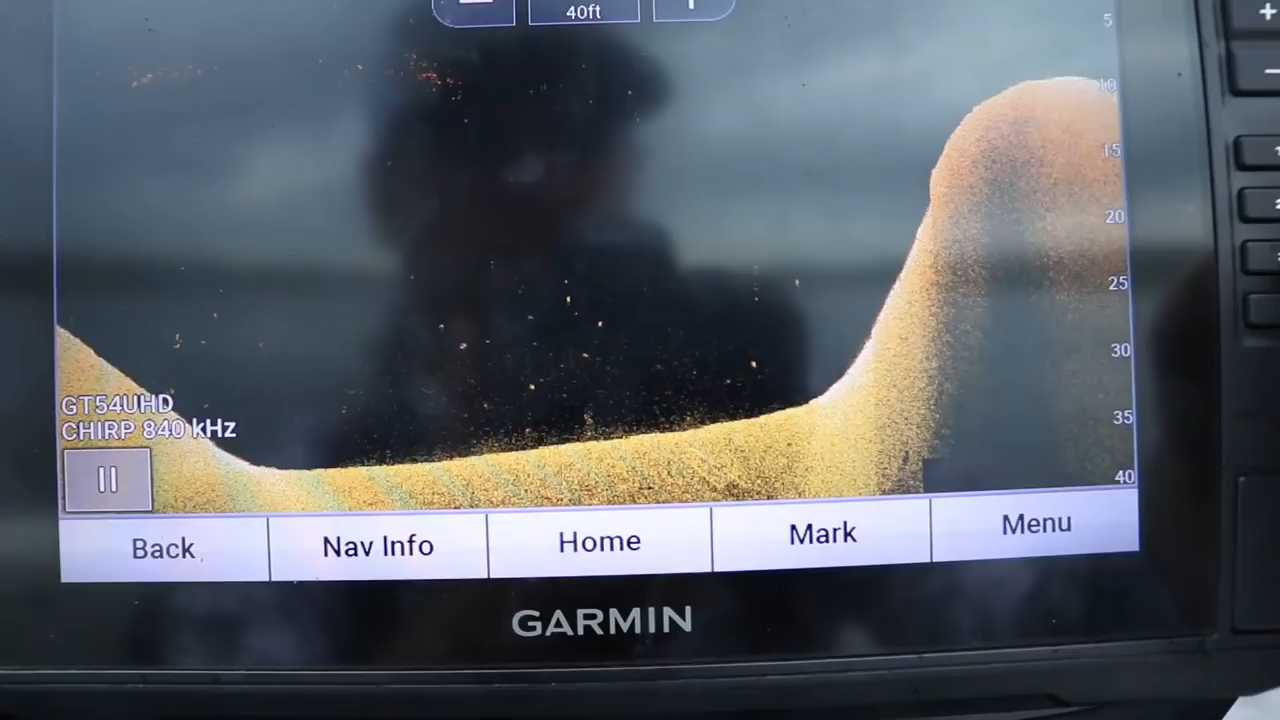 40ft
5
10
15
20
25
30
35
40
GT54UHD
CHIRP 840 kHz
Back
Nav Info
Home
Mark
Menu
GARMIN